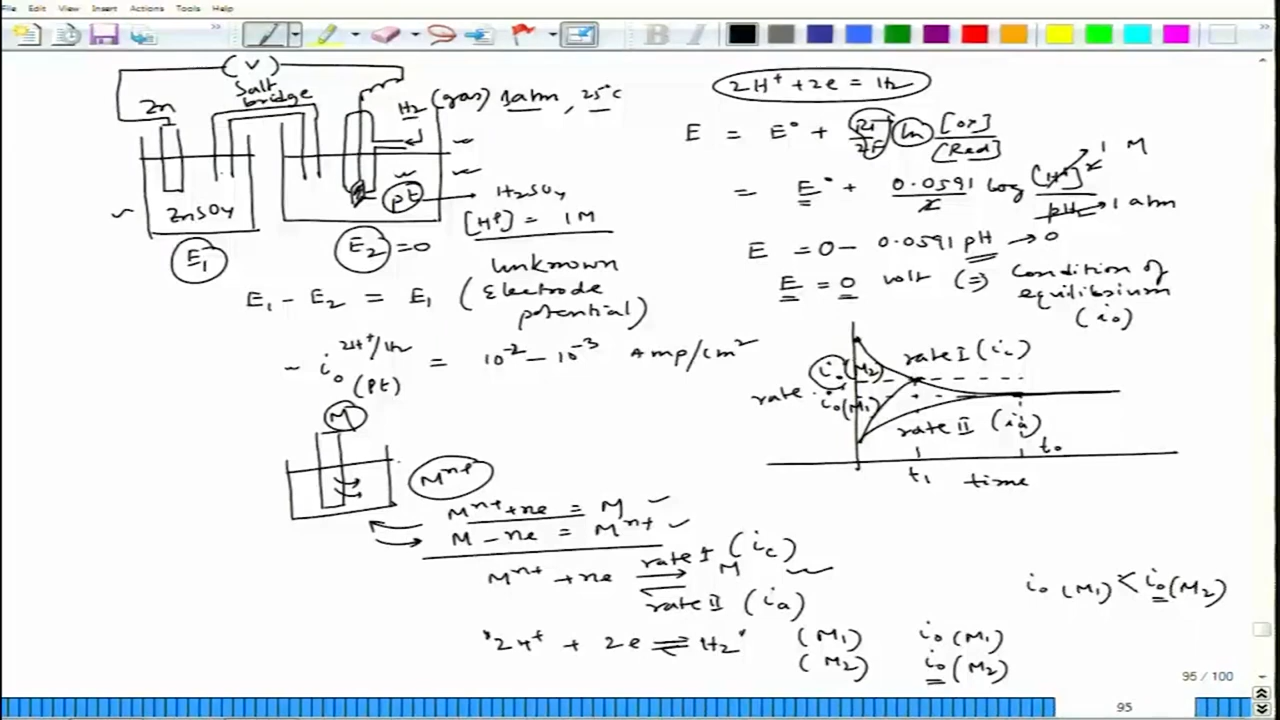 File Edit View Insert Actions Tools Help
V
Zn
Salt bridge
H2 (gas) 1 atm, 25°C
ZnSO4
pt → H2SO4
[H+] = 1M
E1
E2 = 0
E1 - E2 = E1 (unknown Electrode potential)
i0 2H+/H2 (pt) = 10^-2 - 10^-3 Amp/cm^2
M
M^n+
M^n+ + ne = M
M - ne = M^n+
M^n+ + ne ⇌ M
rate I (ic)
rate II (ia)
2H+ + 2e ⇌ H2 (M1) i0 (M1)
(M2) i0 (M2)
2H+ + 2e = H2
E = E° + RT/2F ln [ox]/[Red]
= E° + 0.0591/2 log [H+]^2/pH2 → 1 M → 1 atm
E = 0 - 0.0591 pH → 0
E = 0 volt (⇒) condition of equilibrium (i0)
rate
i0 (M2)
i0 (M1)
rate I (ic)
rate II (ia)
t1
t0
time
i0 (M1) < i0 (M2)
95 / 100
95